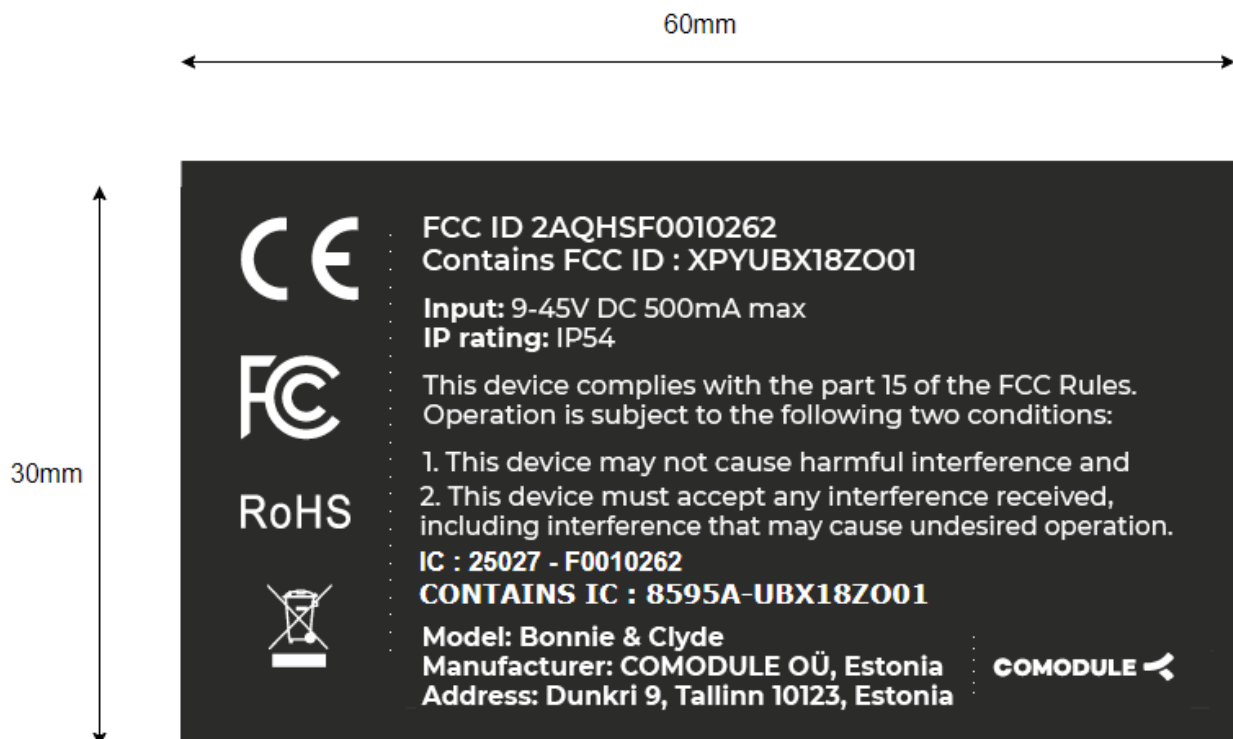 60mm
30mm
CE
FC
RoHS
FCC ID 2AQHSF0010262
Contains FCC ID : XPYUBX18ZO01
Input: 9-45V DC 500mA max
IP rating: IP54
This device complies with the part 15 of the FCC Rules.
Operation is subject to the following two conditions:
1. This device may not cause harmful interference and
2. This device must accept any interference received,
including interference that may cause undesired operation.
IC : 25027 - F0010262
CONTAINS IC : 8595A-UBX18ZO01
Model: Bonnie & Clyde
Manufacturer: COMODULE OÜ, Estonia
Address: Dunkri 9, Tallinn 10123, Estonia
COMODULE